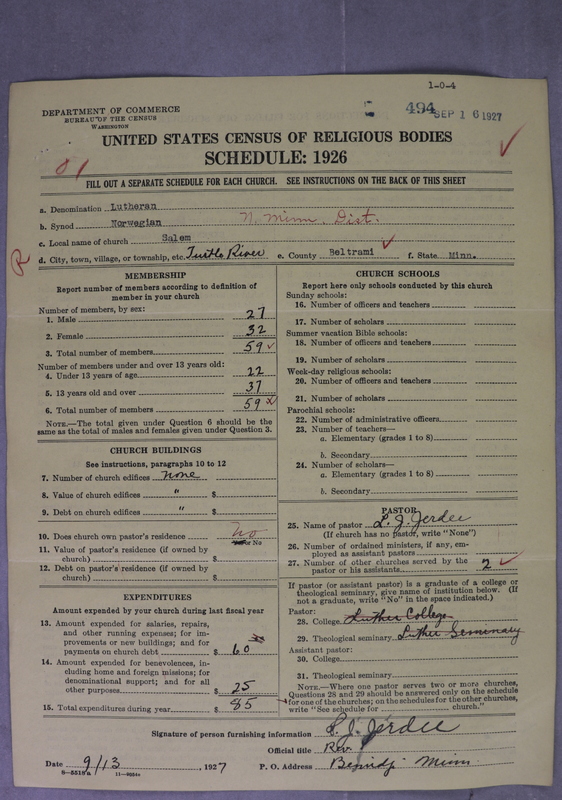 1-0-4
DEPARTMENT OF COMMERCE
BUREAU OF THE CENSUS
WASHINGTON
494 SEP 16 1927
UNITED STATES CENSUS OF RELIGIOUS BODIES
SCHEDULE: 1926
FILL OUT A SEPARATE SCHEDULE FOR EACH CHURCH. SEE INSTRUCTIONS ON THE BACK OF THIS SHEET
a. Denomination Lutheran
b. Synod Norwegian N. Minn. Dist.
c. Local name of church Salem
R d. City, town, village, or township, etc. Turtle River e. County Beltrami f. State Minn.
MEMBERSHIP
Report number of members according to definition of
member in your church
Number of members, by sex:
1. Male 27
2. Female 32
3. Total number of members 59
Number of members under and over 13 years old:
4. Under 13 years of age 22
5. 13 years old and over 37
6. Total number of members 59
NOTE.—The total given under Question 6 should be
same as the total of males and females given under Question 3.
CHURCH BUILDINGS
See instructions, paragraphs 10 to 12
7. Number of church edifices none
8. Value of church edifices " $
9. Debt on church edifices " $
10. Does church own pastor's residence No
or No
11. Value of pastor's residence (if owned by
church) $
12. Debt on pastor's residence (if owned by
church) $
EXPENDITURES
Amount expended by your church during last fiscal year
13. Amount expended for salaries, repairs,
and other running expenses; for im-
provements or new buildings; and for
payments on church debt $ 60
14. Amount expended for benevolences, in-
cluding home and foreign missions; for
denominational support; and for all
other purposes $ 25
15. Total expenditures during year $ 85
CHURCH SCHOOLS
Report here only schools conducted by this church
Sunday schools:
16. Number of officers and teachers
17. Number of scholars
Summer vacation Bible schools:
18. Number of officers and teachers
19. Number of scholars
Week-day religious schools:
20. Number of officers and teachers
21. Number of scholars
Parochial schools:
22. Number of administrative officers
23. Number of teachers—
a. Elementary (grades 1 to 8)
b. Secondary
24. Number of scholars—
a. Elementary (grades 1 to 8)
b. Secondary
PASTOR
25. Name of pastor L. J. Jerdee
(If church has no pastor, write "None")
26. Number of ordained ministers, if any, em-
ployed as assistant pastors
27. Number of other churches served by the
pastor or his assistants 2
If pastor (or assistant pastor) is a graduate of a college or
theological seminary, give name of institution below. (If
not a graduate, write "No" in the space indicated.)
Pastor:
28. College Luther College
29. Theological seminary Luther Seminary
Assistant pastor:
30. College
31. Theological seminary
NOTE.—Where one pastor serves two or more churches,
Questions 28 and 29 should be answered only on the schedule
for one of the churches; on the schedules for the other churches,
write "See schedule for church."
Signature of person furnishing information L. J. Jerdee
Official title Rev.
Date 9/13, 1927 P. O. Address Bemidji Minn.
8—5518a 11—9034